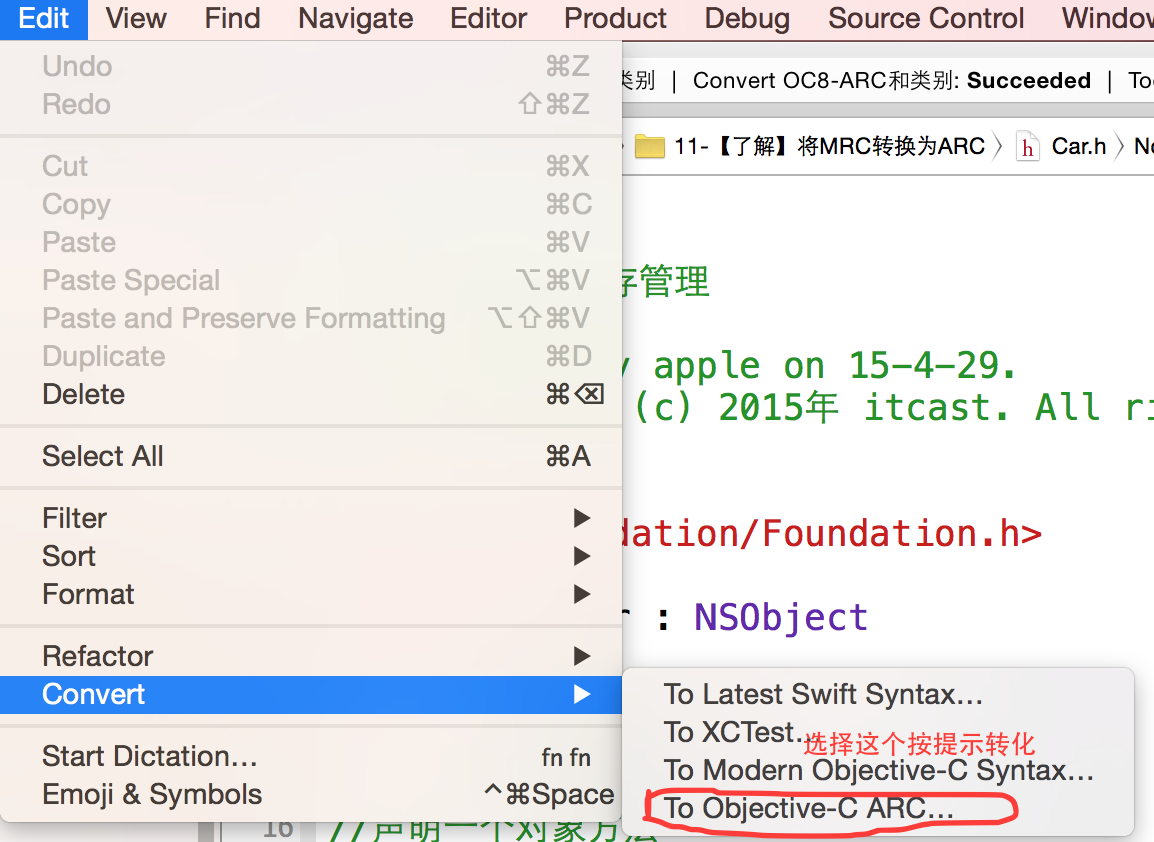 Edit View Find Navigate Editor Product Debug Source Control Window
Undo ⌘Z
类别 | Convert OC8-ARC和类别: Succeeded |
Redo ⇧⌘Z
11-【了解】将MRC转换为ARC 〉 h Car.h 〉
Cut ⌘X
Copy ⌘C
Paste ⌘V
Paste Special ⌥⌘V
存管理
Paste and Preserve Formatting ⌥⇧⌘V
Duplicate ⌘D
y apple on 15-4-29.
Delete ⌘⌫
(c) 2015年 itcast. All ri
Select All ⌘A
Filter ▶
dation/Foundation.h>
Sort ▶
Format ▶
: NSObject
Refactor ▶
Convert ▶
To Latest Swift Syntax…
To XCTest…
选择这个按提示转化
Start Dictation… fn fn
To Modern Objective-C Syntax…
Emoji & Symbols ^⌘Space
To Objective-C ARC…
16 //声明一个对象方法